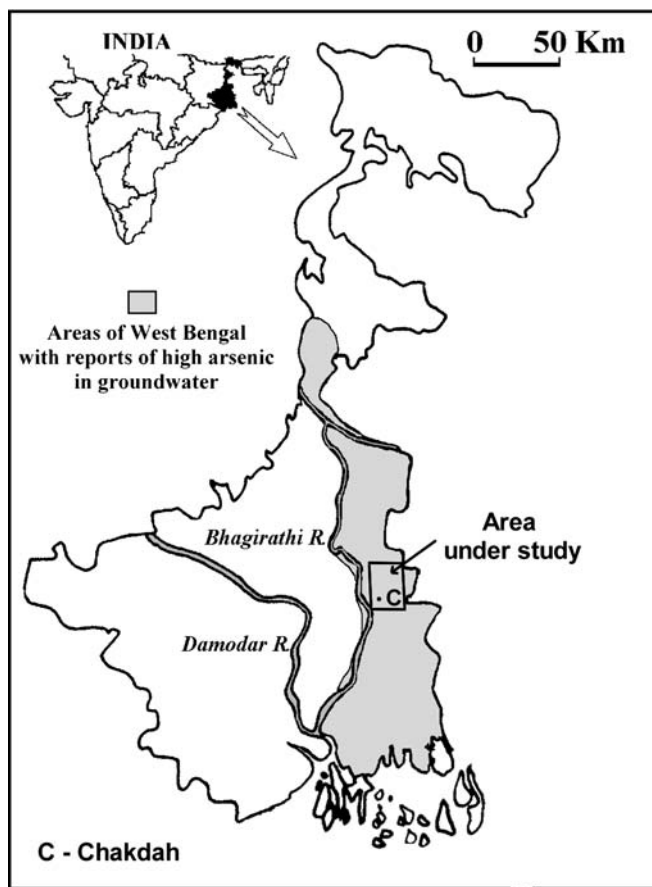 INDIA
0 50 Km
Areas of West Bengal
with reports of high arsenic
in groundwater
Bhagirathi R.
Area
under study
C
Damodar R.
C - Chakdah